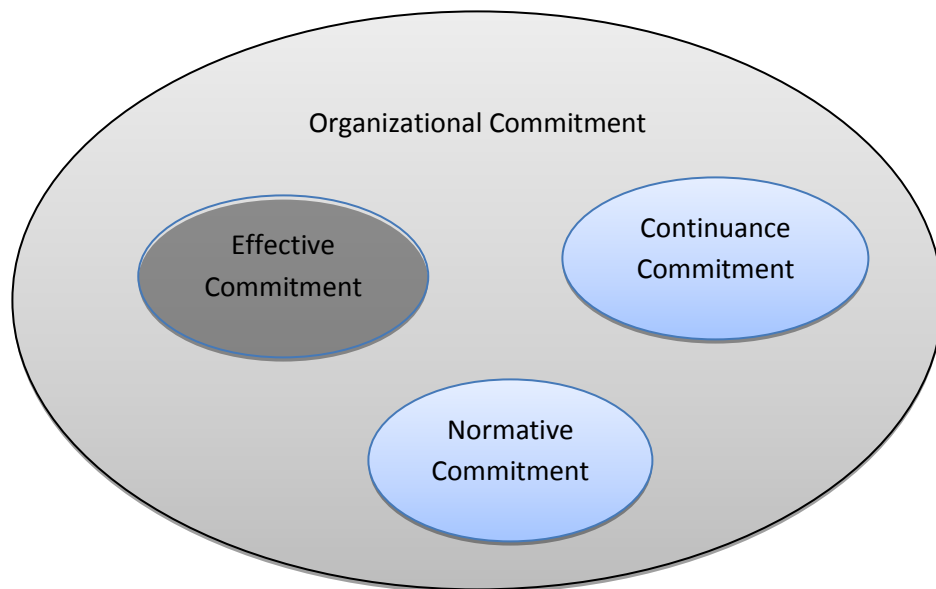 Organizational Commitment
Effective
Commitment
Continuance
Commitment
Normative
Commitment